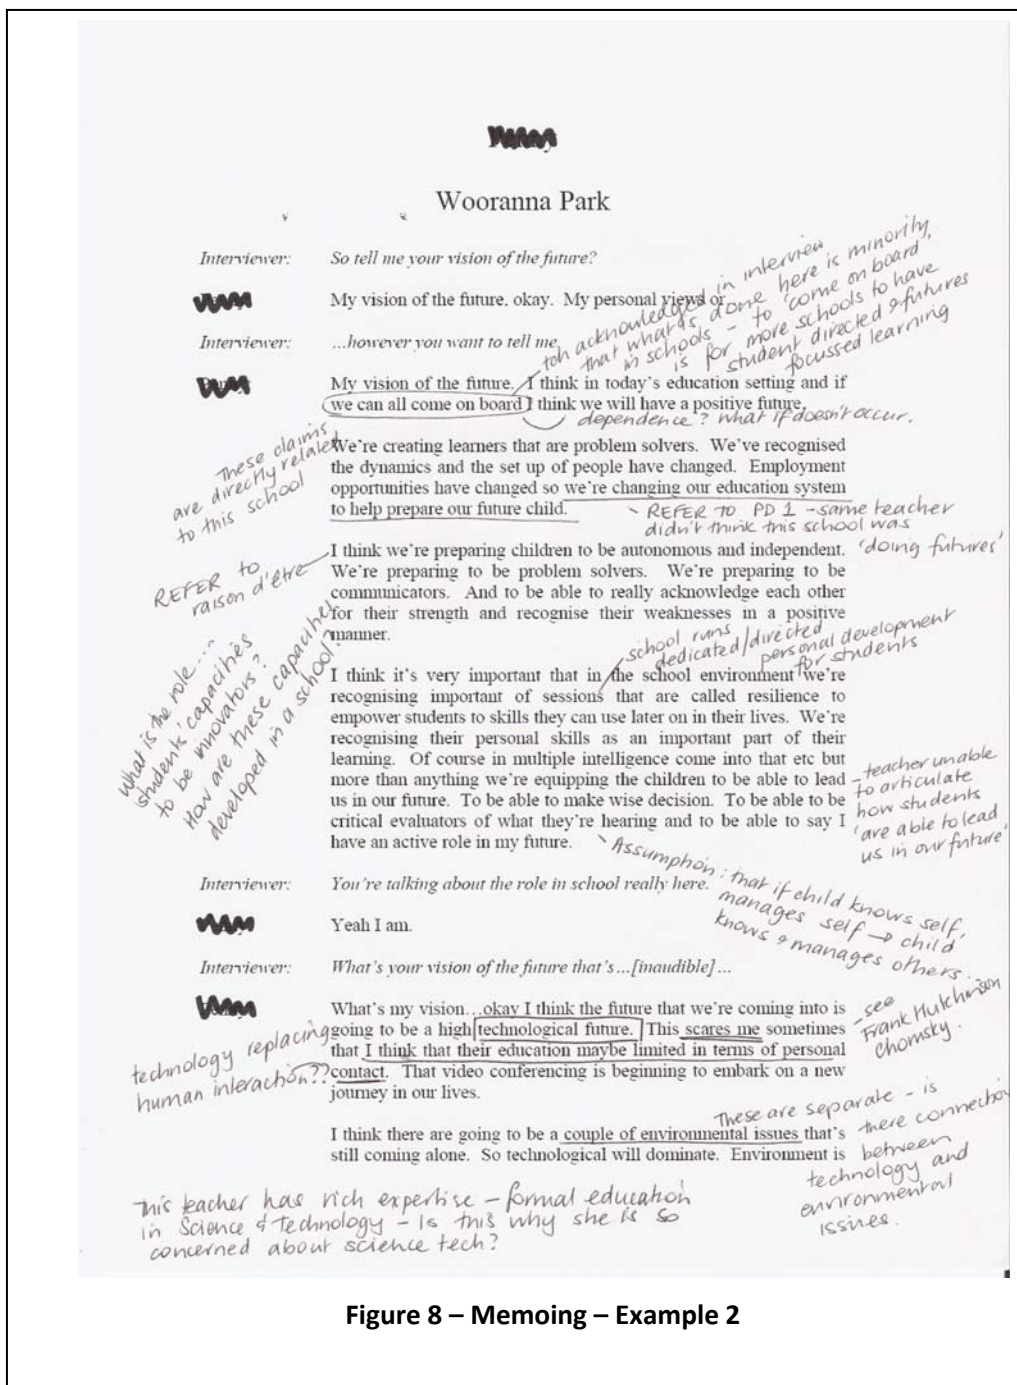 Wooranna Park
Interviewer: So tell me your vision of the future?
My vision of the future. okay. My personal views or
Interviewer: ...however you want to tell me
toh acknowledged in interview
that what's done here is minority
in schools - to 'come on board'
is for more schools to have
student directed & futures
focussed learning
My vision of the future. I think in today's education setting and if
we can all come on board I think we will have a positive future.
dependence? what if doesn't occur.
These claims
are directly related
to this school
We're creating learners that are problem solvers. We've recognised
the dynamics and the set up of people have changed. Employment
opportunities have changed so we're changing our education system
to help prepare our future child.
- REFER TO PD 1 - same teacher
didn't think this school was
'doing futures'
REFER to
raison d'être
I think we're preparing children to be autonomous and independent.
We're preparing to be problem solvers. We're preparing to be
communicators. And to be able to really acknowledge each other
for their strength and recognise their weaknesses in a positive
manner.
school runs
dedicated/directed
personal development
for students
What is the role...
students' capacities
to be innovators?
How are these capacities
developed in a school?
I think it's very important that in the school environment we're
recognising important of sessions that are called resilience to
empower students to skills they can use later on in their lives. We're
recognising their personal skills as an important part of their
learning. Of course in multiple intelligence come into that etc but
more than anything we're equipping the children to be able to lead
us in our future. To be able to make wise decision. To be able to be
critical evaluators of what they're hearing and to be able to say I
have an active role in my future.
- teacher unable
to articulate
how students
'are able to lead
us in our future'
Assumption: that if child knows self,
manages self → child
knows & manages others.
Interviewer: You're talking about the role in school really here.
Yeah I am.
Interviewer: What's your vision of the future that's...[inaudible]...
What's my vision...okay I think the future that we're coming into is
going to be a high technological future. This scares me sometimes
that I think that their education maybe limited in terms of personal
contact. That video conferencing is beginning to embark on a new
journey in our lives.
- see
Frank Hutchinson
Chomsky.
technology replacing
human interaction??
I think there are going to be a couple of environmental issues that's
still coming alone. So technological will dominate. Environment is
These are separate - is
there connection
between
technology and
environmental
issues.
This teacher has rich expertise - formal education
in Science & Technology - Is this why she is so
concerned about science tech?
Figure 8 – Memoing – Example 2